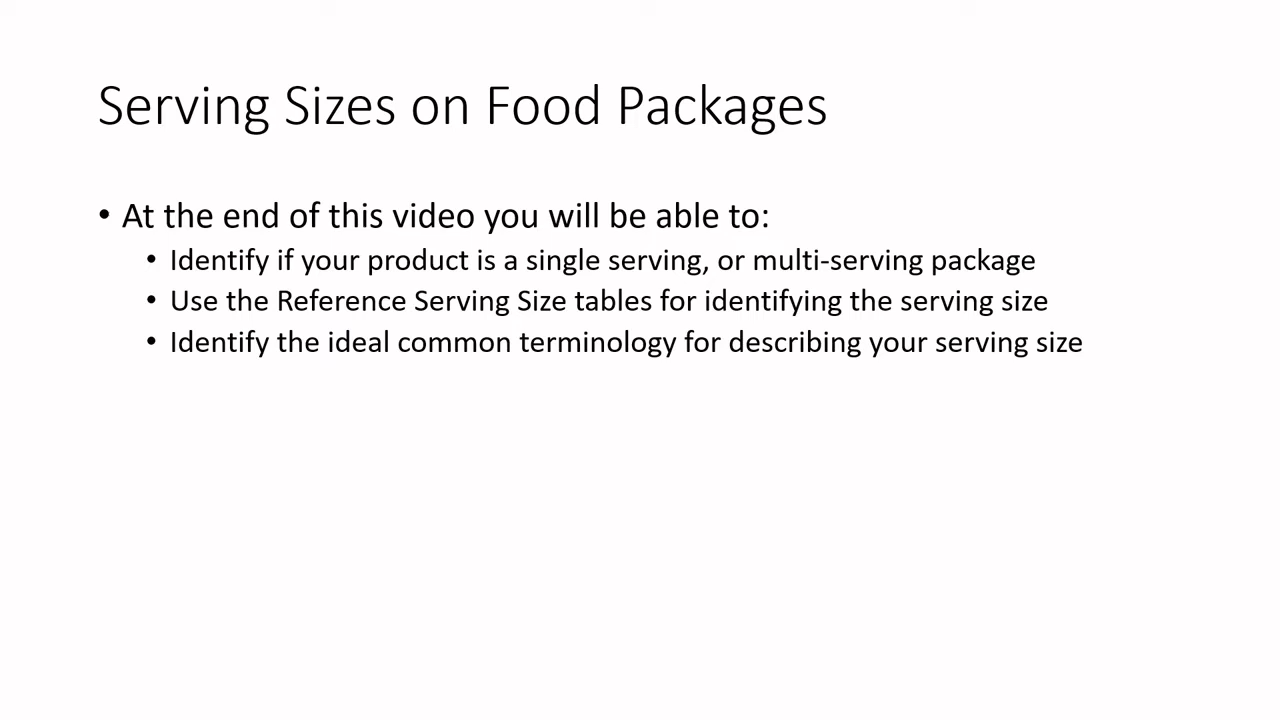 Serving Sizes on Food Packages
• At the end of this video you will be able to:
• Identify if your product is a single serving, or multi-serving package
• Use the Reference Serving Size tables for identifying the serving size
• Identify the ideal common terminology for describing your serving size